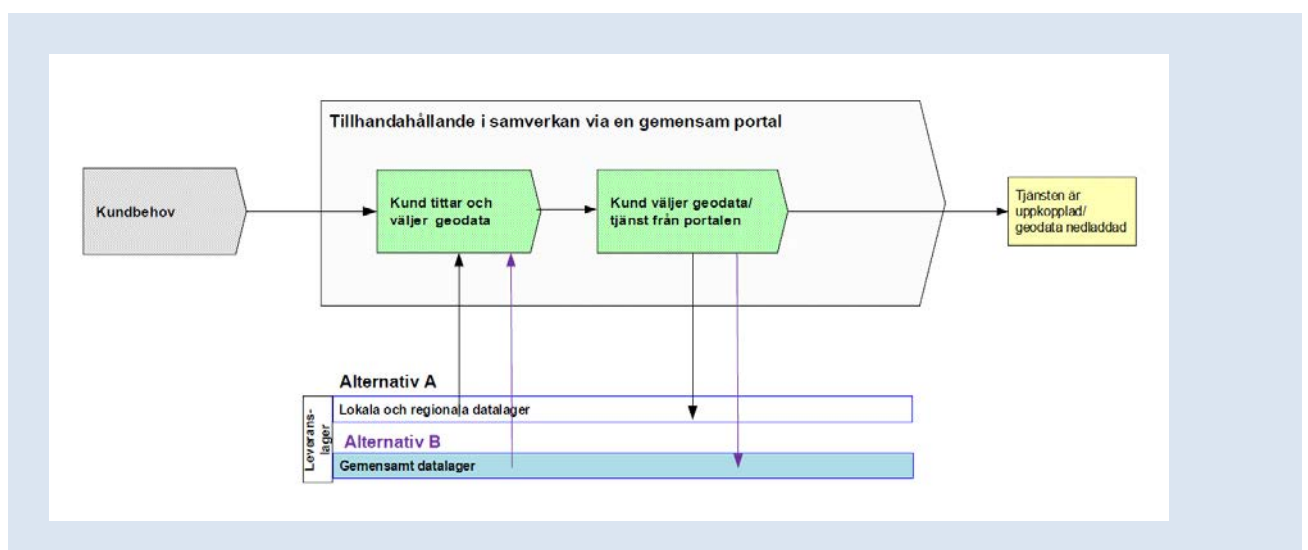 Tillhandahållande i samverkan via en gemensam portal
Kundbehov
Kund tittar och
väljer geodata
Kund väljer geodata/
tjänst från portalen
Tjänsten är
uppkopplad/
geodata nedladdad
Alternativ A
Leverans-
lager
Lokala och regionala datalager
Alternativ B
Gemensamt datalager